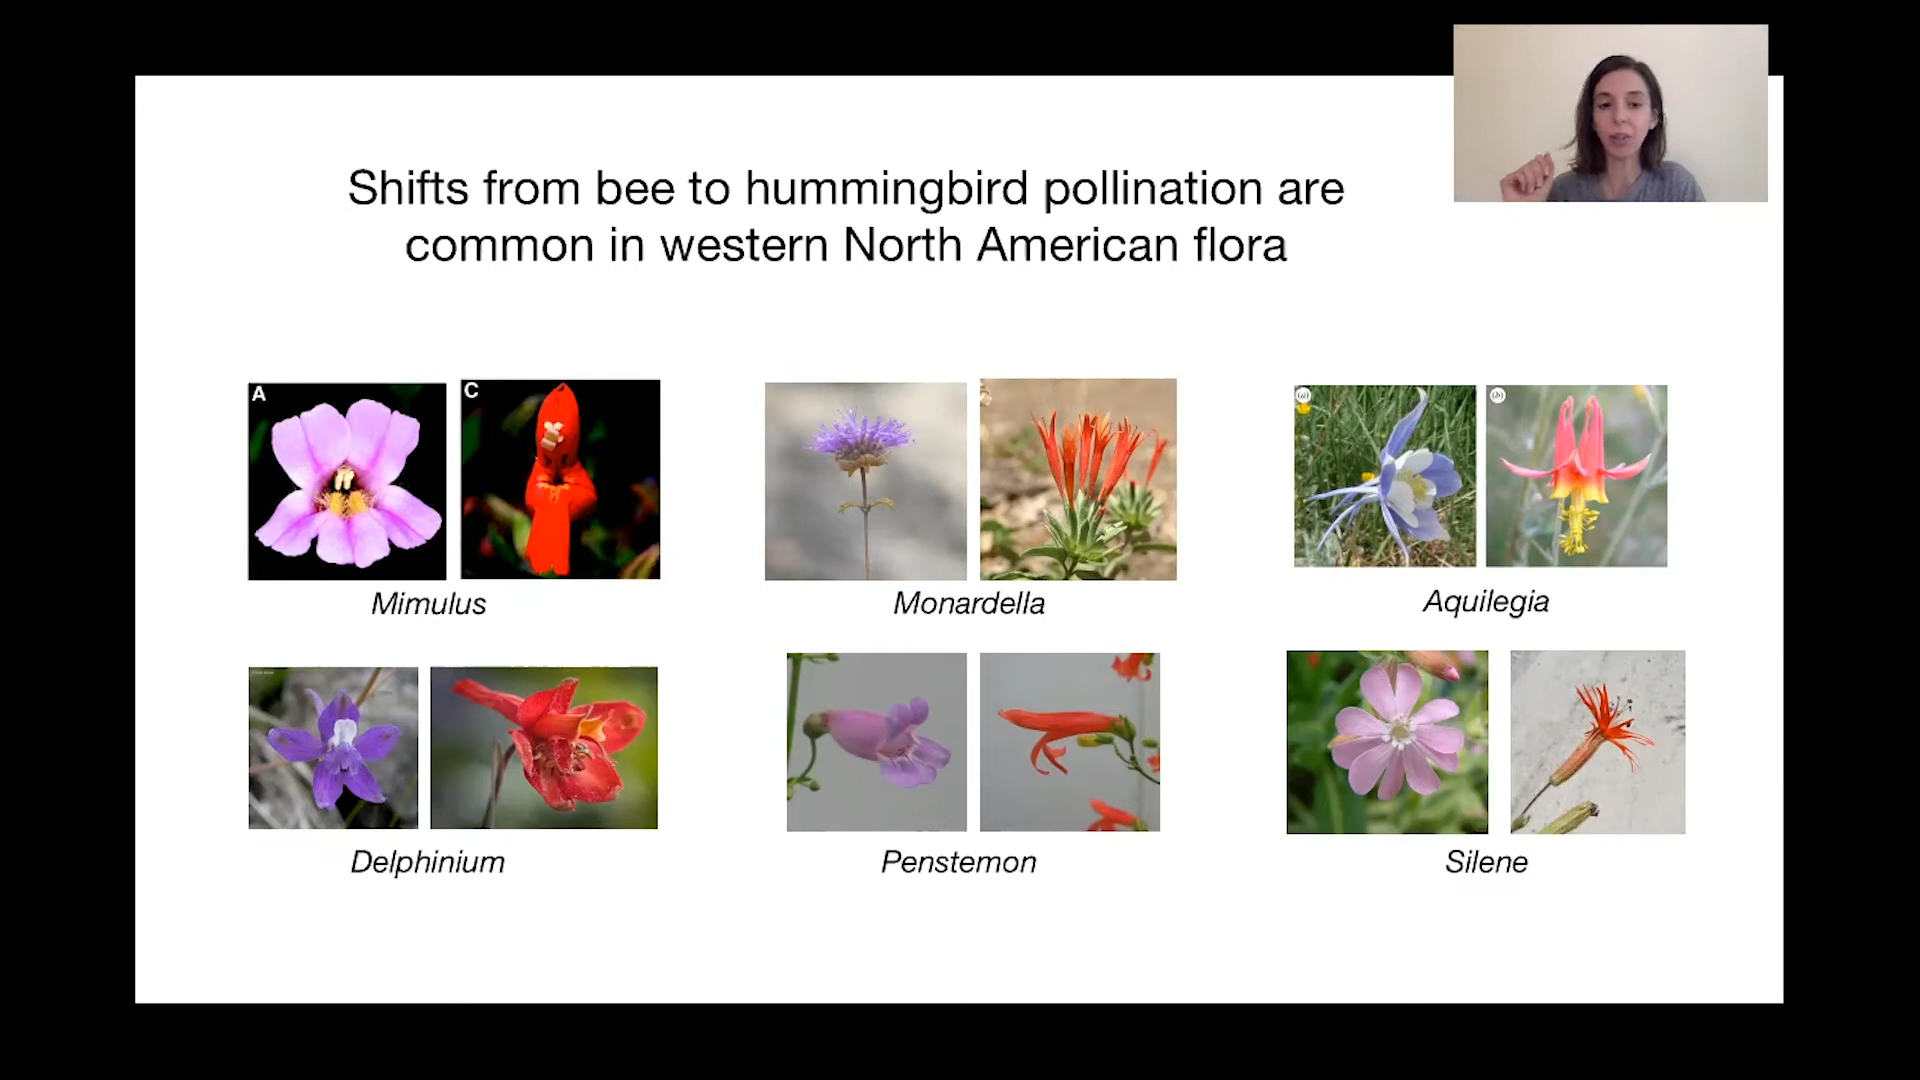 Shifts from bee to hummingbird pollination are
common in western North American flora
A
C
(a)
(b)
Mimulus
Monardella
Aquilegia
Delphinium
Penstemon
Silene